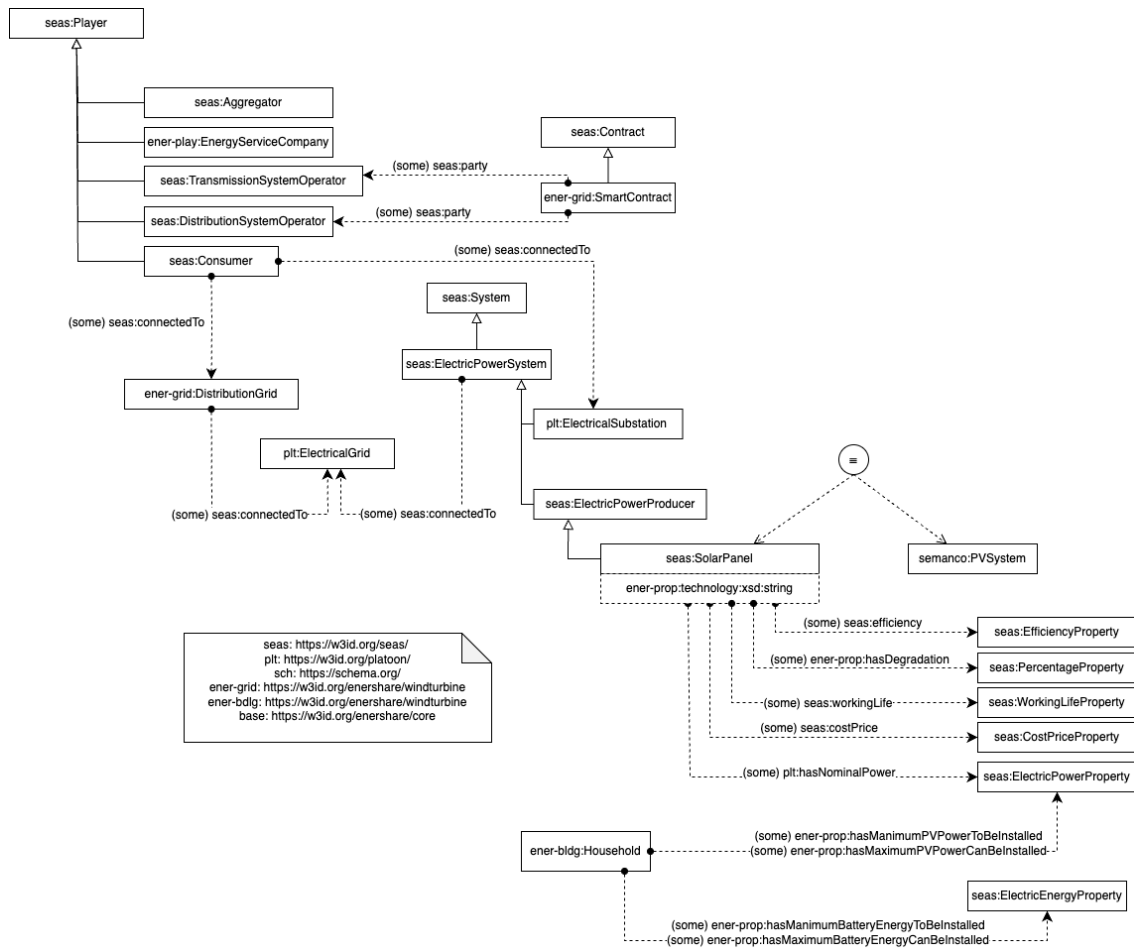 seas:Player
seas:Aggregator
ener-play:EnergyServiceCompany
seas:Contract
(some) seas:party
seas:TransmissionSystemOperator
ener-grid:SmartContract
(some) seas:party
seas:DistributionSystemOperator
seas:Consumer
(some) seas:connectedTo
seas:System
(some) seas:connectedTo
seas:ElectricPowerSystem
ener-grid:DistributionGrid
plt:ElectricalSubstation
plt:ElectricalGrid
≡
seas:ElectricPowerProducer
(some) seas:connectedTo
(some) seas:connectedTo
seas:SolarPanel
semanco:PVSystem
ener-prop:technology:xsd:string
(some) seas:efficiency
seas:EfficiencyProperty
(some) ener-prop:hasDegradation
seas:PercentageProperty
(some) seas:workingLife
seas:WorkingLifeProperty
(some) seas:costPrice
seas:CostPriceProperty
(some) plt:hasNominalPower
seas:ElectricPowerProperty
seas: https://w3id.org/seas/
plt: https://w3id.org/platoon/
sch: https://schema.org/
ener-grid: https://w3id.org/enershare/windturbine
ener-bdlg: https://w3id.org/enershare/windturbine
base: https://w3id.org/enershare/core
ener-bldg:Household
(some) ener-prop:hasManimumPVPowerToBeInstalled
(some) ener-prop:hasMaximumPVPowerCanBeInstalled
seas:ElectricEnergyProperty
(some) ener-prop:hasManimumBatteryEnergyToBeInstalled
(some) ener-prop:hasMaximumBatteryEnergyCanBeInstalled